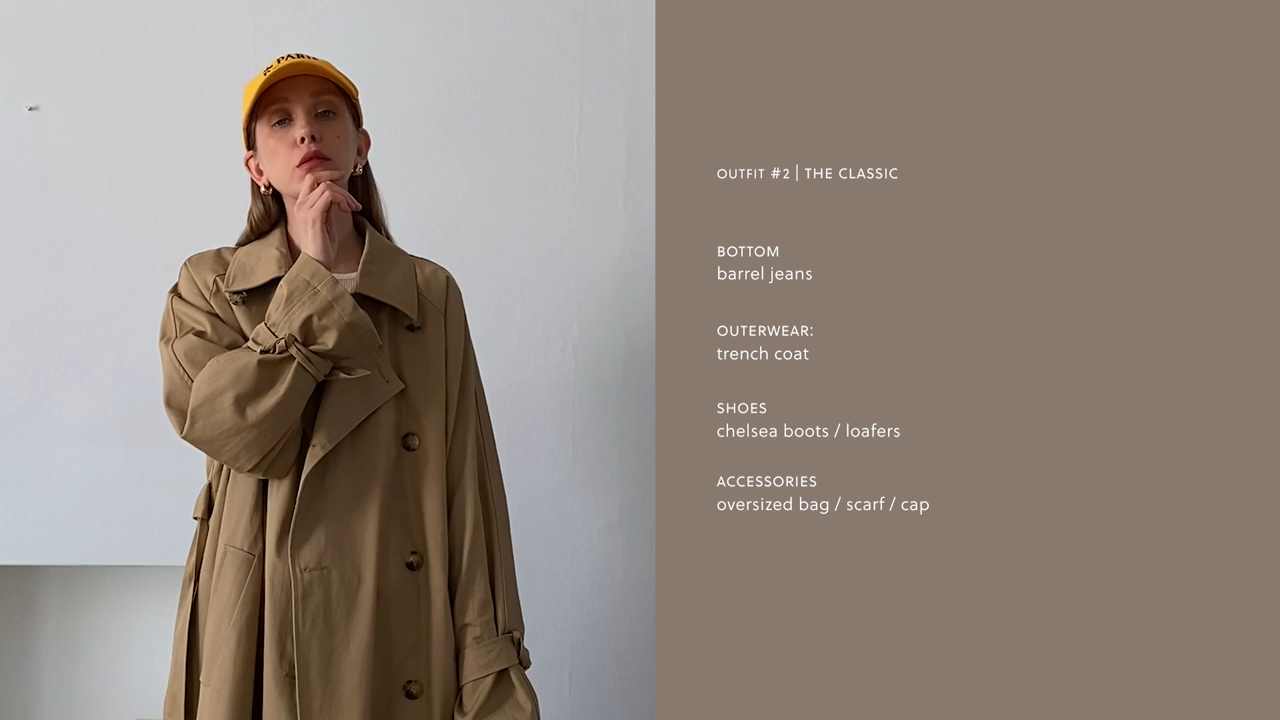 PARIS
OUTFIT #2 | THE CLASSIC
BOTTOM
barrel jeans
OUTERWEAR:
trench coat
SHOES
chelsea boots / loafers
ACCESSORIES
oversized bag / scarf / cap